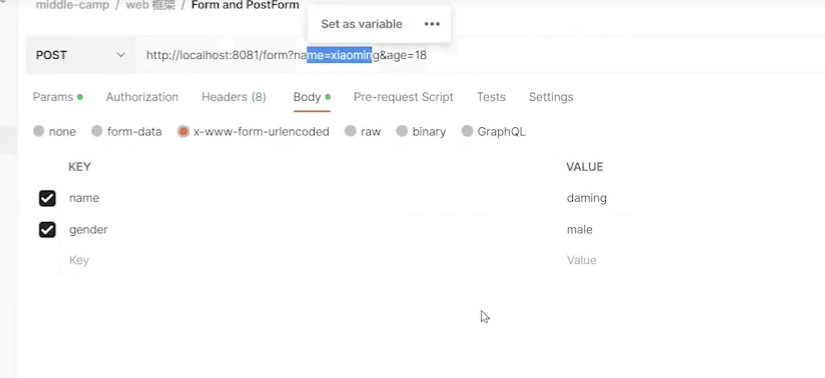 middle-camp / web 框架 / Form and PostForm
Set as variable •••
POST http://localhost:8081/form?name=xiaoming&age=18
Params Authorization Headers (8) Body Pre-request Script Tests Settings
none form-data x-www-form-urlencoded raw binary GraphQL
KEY VALUE
name daming
gender male
Key Value